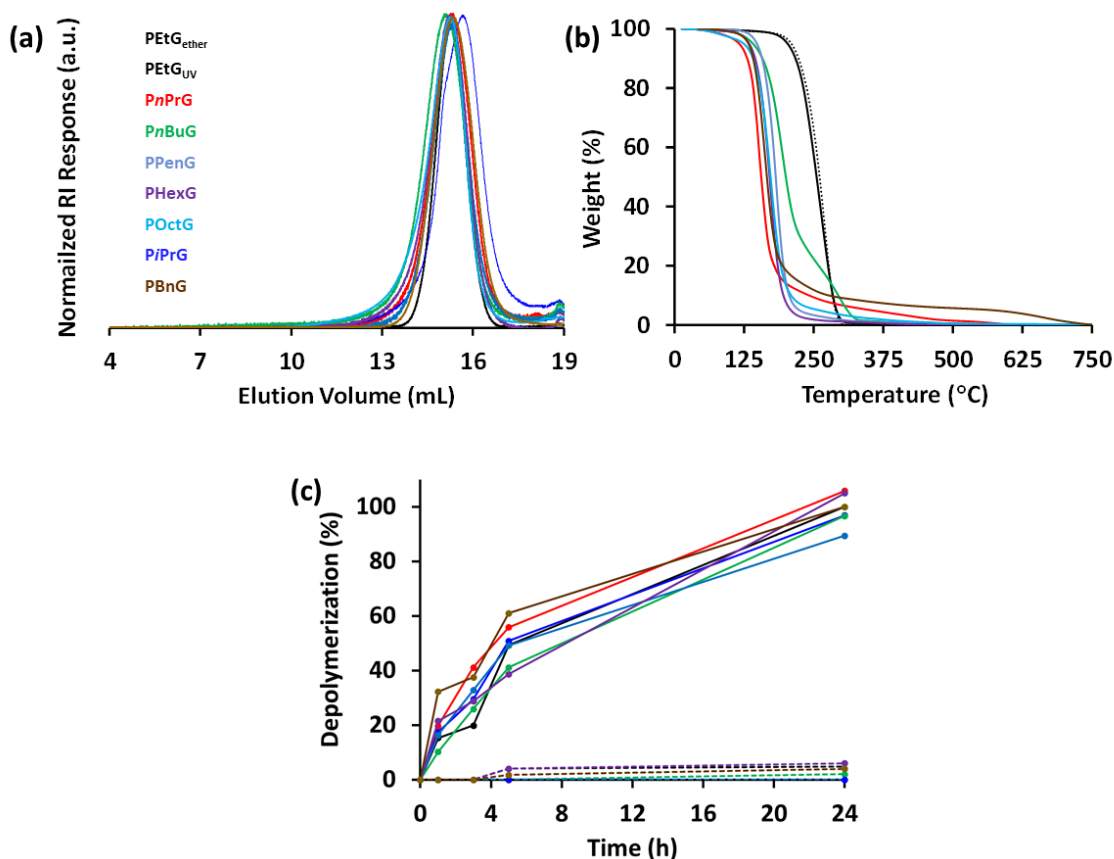 (a)
Normailzed RI Response (a.u.)
PEtGether
PEtGUV
PnPrG
PnBuG
PPenG
PHexG
POctG
PiPrG
PBnG
4 7 10 13 16 19
Elution Volume (mL)
(b)
Weight (%)
100
80
60
40
20
0
0 125 250 375 500 625 750
Temperature (°C)
(c)
Depolymerization (%)
100
80
60
40
20
0
0 4 8 12 16 20 24
Time (h)